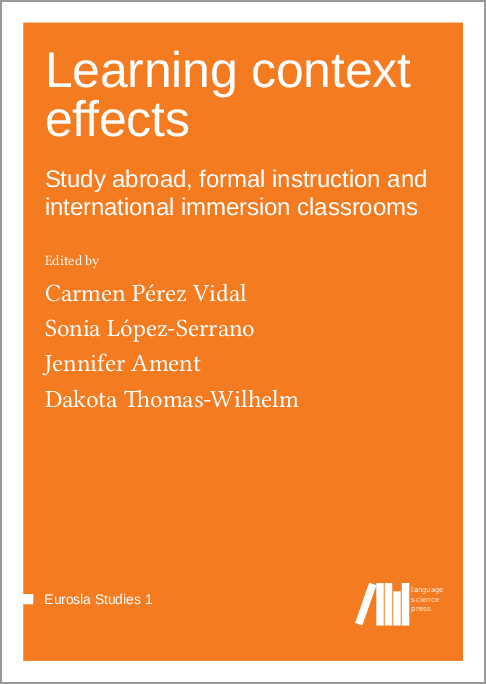 Learning context
effects
Study abroad, formal instruction and
international immersion classrooms
Edited by
Carmen Pérez Vidal
Sonia López-Serrano
Jennifer Ament
Dakota Thomas-Wilhelm
Eurosla Studies 1
language
science
press